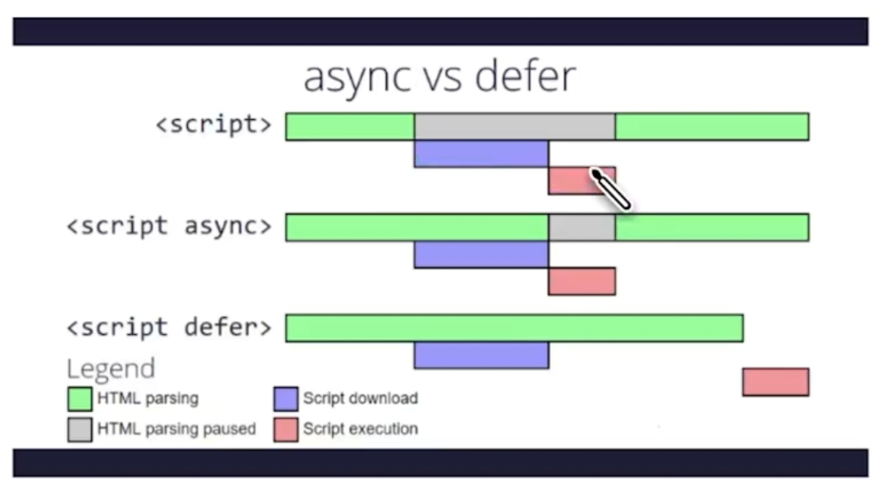 async vs defer
<script>
<script async>
<script defer>
Legend
HTML parsing
Script download
HTML parsing paused
Script execution